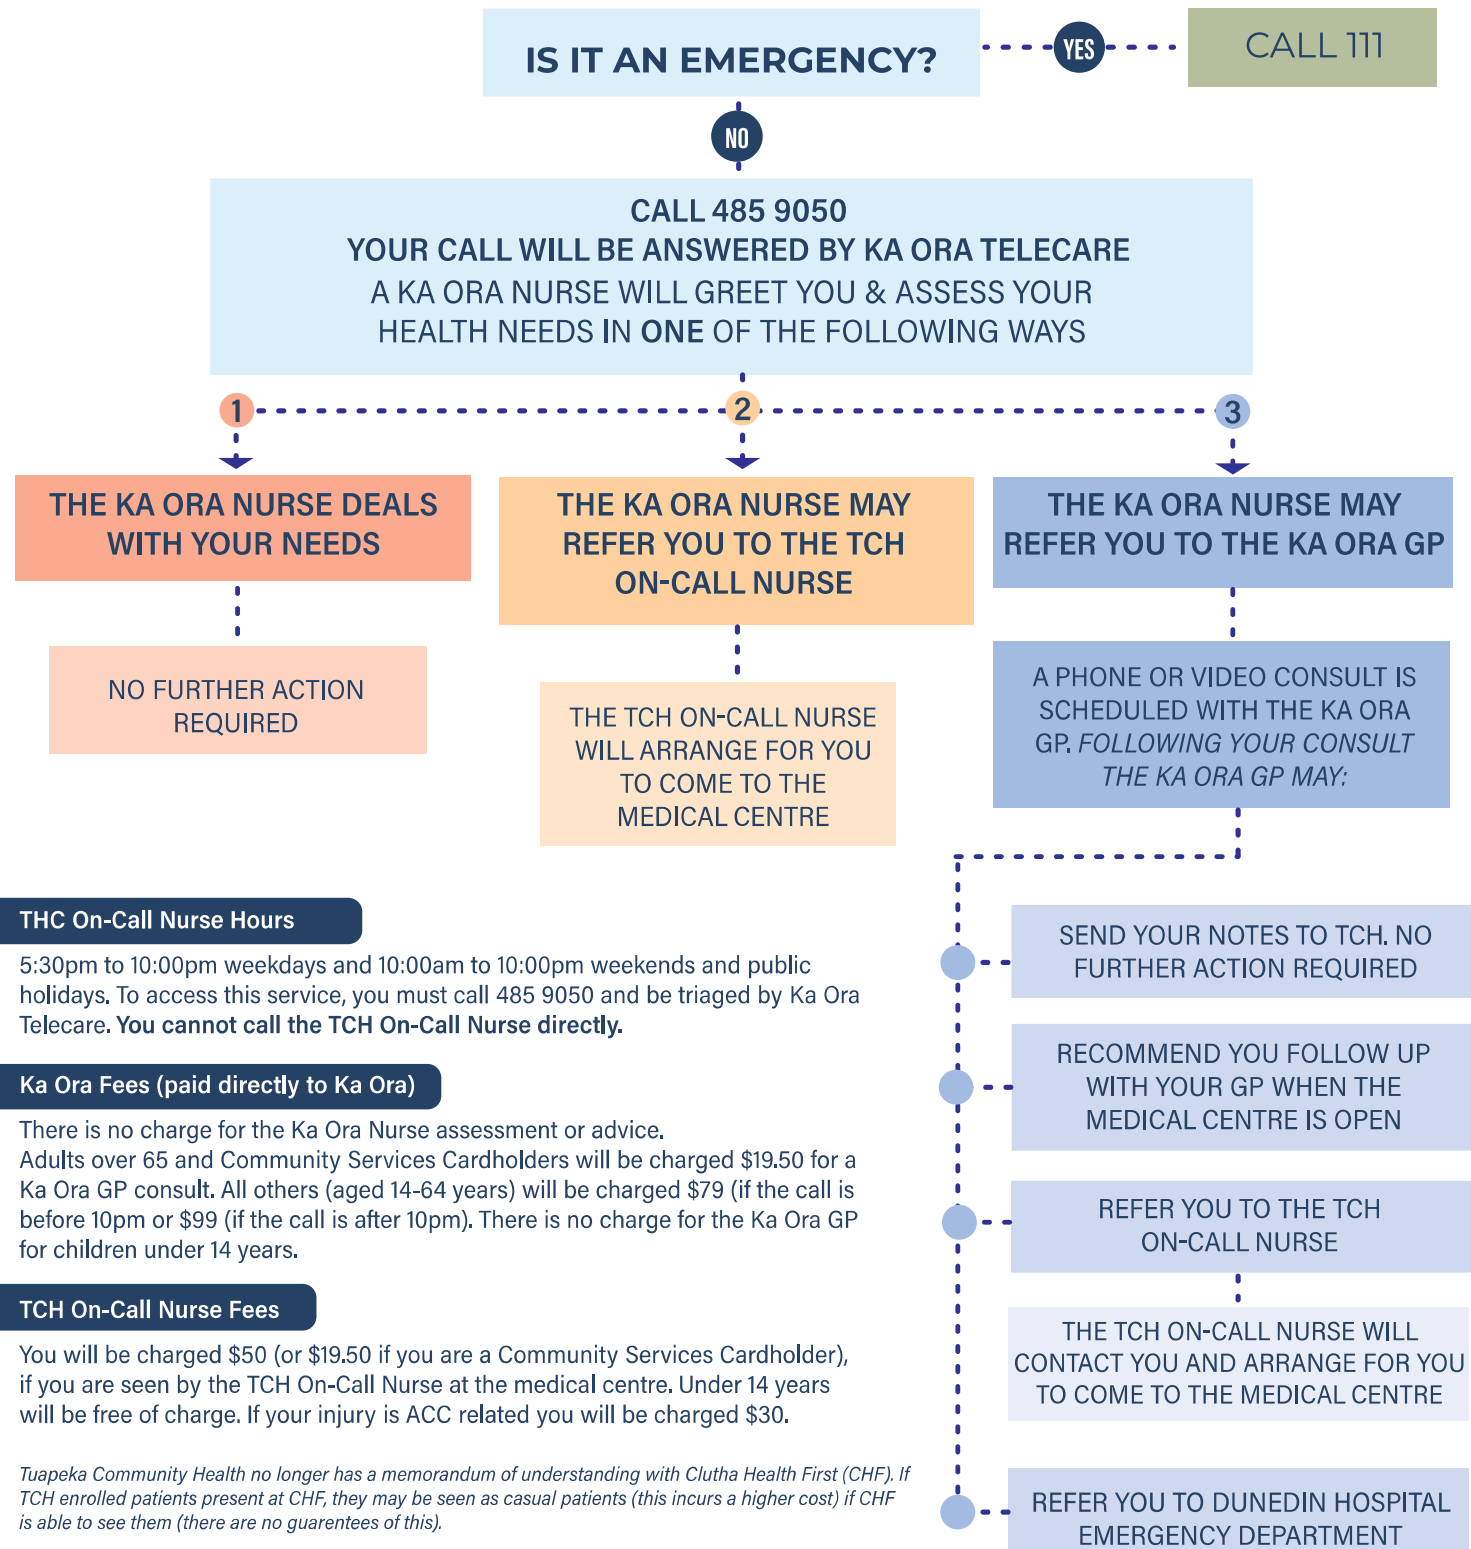 IS IT AN EMERGENCY?
YES
CALL 111
NO
CALL 485 9050
YOUR CALL WILL BE ANSWERED BY KA ORA TELECARE
A KA ORA NURSE WILL GREET YOU & ASSESS YOUR
HEALTH NEEDS IN ONE OF THE FOLLOWING WAYS
1
2
3
THE KA ORA NURSE DEALS
WITH YOUR NEEDS
NO FURTHER ACTION
REQUIRED
THE KA ORA NURSE MAY
REFER YOU TO THE TCH
ON-CALL NURSE
THE TCH ON-CALL NURSE
WILL ARRANGE FOR YOU
TO COME TO THE
MEDICAL CENTRE
THE KA ORA NURSE MAY
REFER YOU TO THE KA ORA GP
A PHONE OR VIDEO CONSULT IS
SCHEDULED WITH THE KA ORA
GP. FOLLOWING YOUR CONSULT
THE KA ORA GP MAY:
SEND YOUR NOTES TO TCH. NO
FURTHER ACTION REQUIRED
RECOMMEND YOU FOLLOW UP
WITH YOUR GP WHEN THE
MEDICAL CENTRE IS OPEN
REFER YOU TO THE TCH
ON-CALL NURSE
THE TCH ON-CALL NURSE WILL
CONTACT YOU AND ARRANGE FOR YOU
TO COME TO THE MEDICAL CENTRE
REFER YOU TO DUNEDIN HOSPITAL
EMERGENCY DEPARTMENT
THC On-Call Nurse Hours
5:30pm to 10:00pm weekdays and 10:00am to 10:00pm weekends and public
holidays. To access this service, you must call 485 9050 and be triaged by Ka Ora
Telecare. You cannot call the TCH On-Call Nurse directly.
Ka Ora Fees (paid directly to Ka Ora)
There is no charge for the Ka Ora Nurse assessment or advice.
Adults over 65 and Community Services Cardholders will be charged $19.50 for a
Ka Ora GP consult. All others (aged 14-64 years) will be charged $79 (if the call is
before 10pm or $99 (if the call is after 10pm). There is no charge for the Ka Ora GP
for children under 14 years.
TCH On-Call Nurse Fees
You will be charged $50 (or $19.50 if you are a Community Services Cardholder),
if you are seen by the TCH On-Call Nurse at the medical centre. Under 14 years
will be free of charge. If your injury is ACC related you will be charged $30.
Tuapeka Community Health no longer has a memorandum of understanding with Clutha Health First (CHF). If
TCH enrolled patients present at CHF, they may be seen as casual patients (this incurs a higher cost) if CHF
is able to see them (there are no guarentees of this).